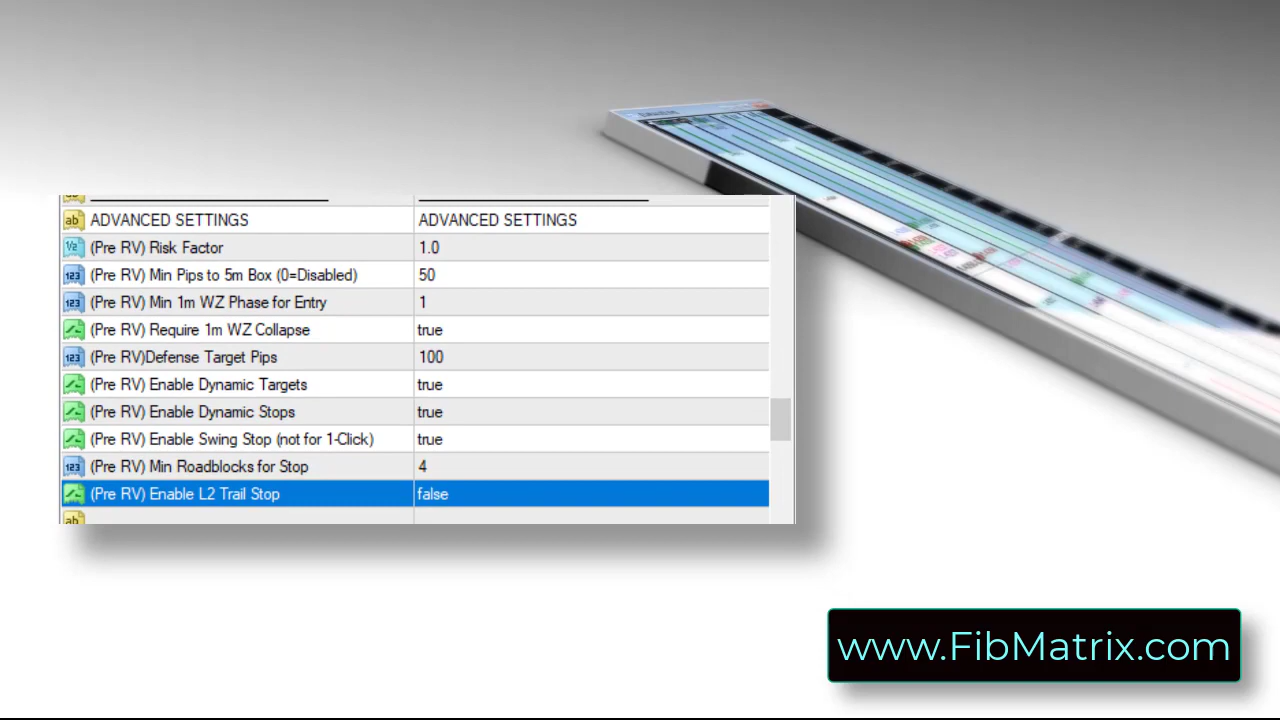 ADVANCED SETTINGS ADVANCED SETTINGS
(Pre RV) Risk Factor 1.0
(Pre RV) Min Pips to 5m Box (0=Disabled) 50
(Pre RV) Min 1m WZ Phase for Entry 1
(Pre RV) Require 1m WZ Collapse true
(Pre RV)Defense Target Pips 100
(Pre RV) Enable Dynamic Targets true
(Pre RV) Enable Dynamic Stops true
(Pre RV) Enable Swing Stop (not for 1-Click) true
(Pre RV) Min Roadblocks for Stop 4
(Pre RV) Enable L2 Trail Stop false
www.FibMatrix.com